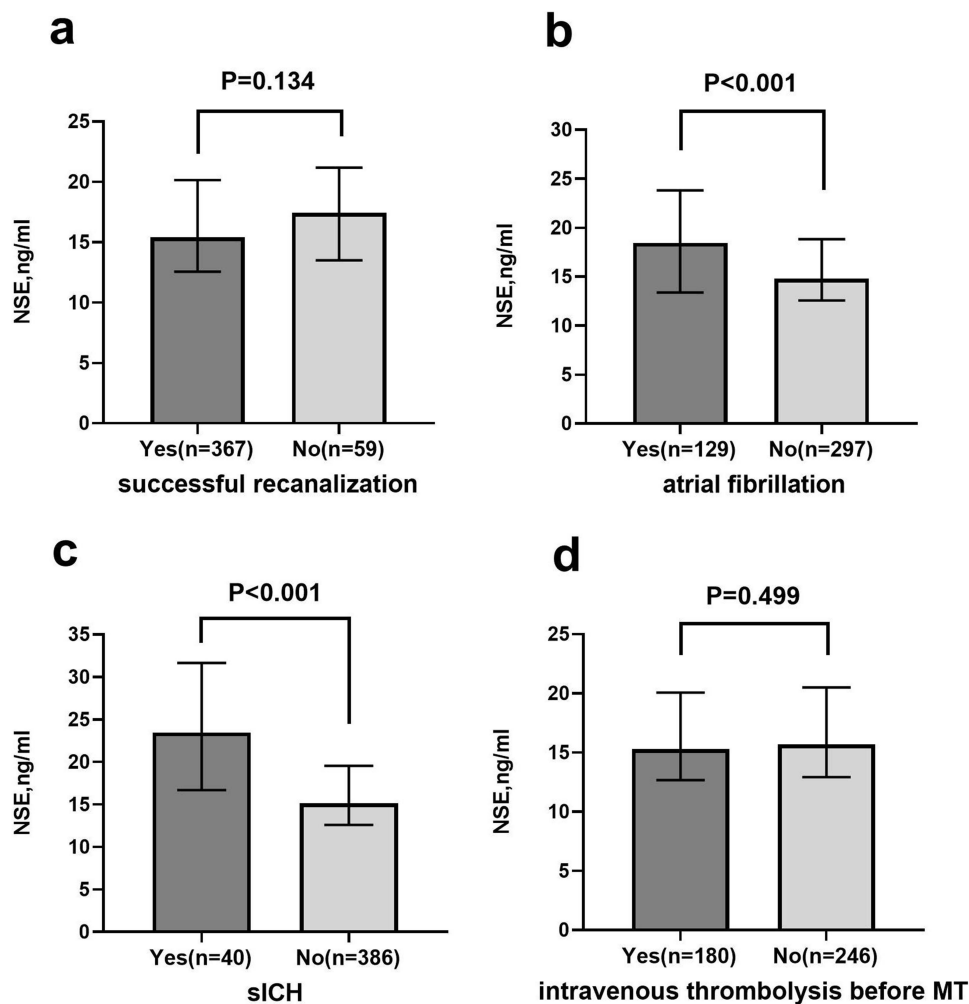 a
P=0.134
25
20
15
10
5
0
NSE,ng/ml
Yes(n=367) No(n=59)
successful recanalization
b
P<0.001
30
25
20
15
10
5
0
NSE,ng/ml
Yes(n=129) No(n=297)
atrial fibrillation
c
P<0.001
35
30
25
20
15
10
5
0
NSE,ng/ml
Yes(n=40) No(n=386)
sICH
d
P=0.499
25
20
15
10
5
0
NSE,ng/ml
Yes(n=180) No(n=246)
intravenous thrombolysis before MT